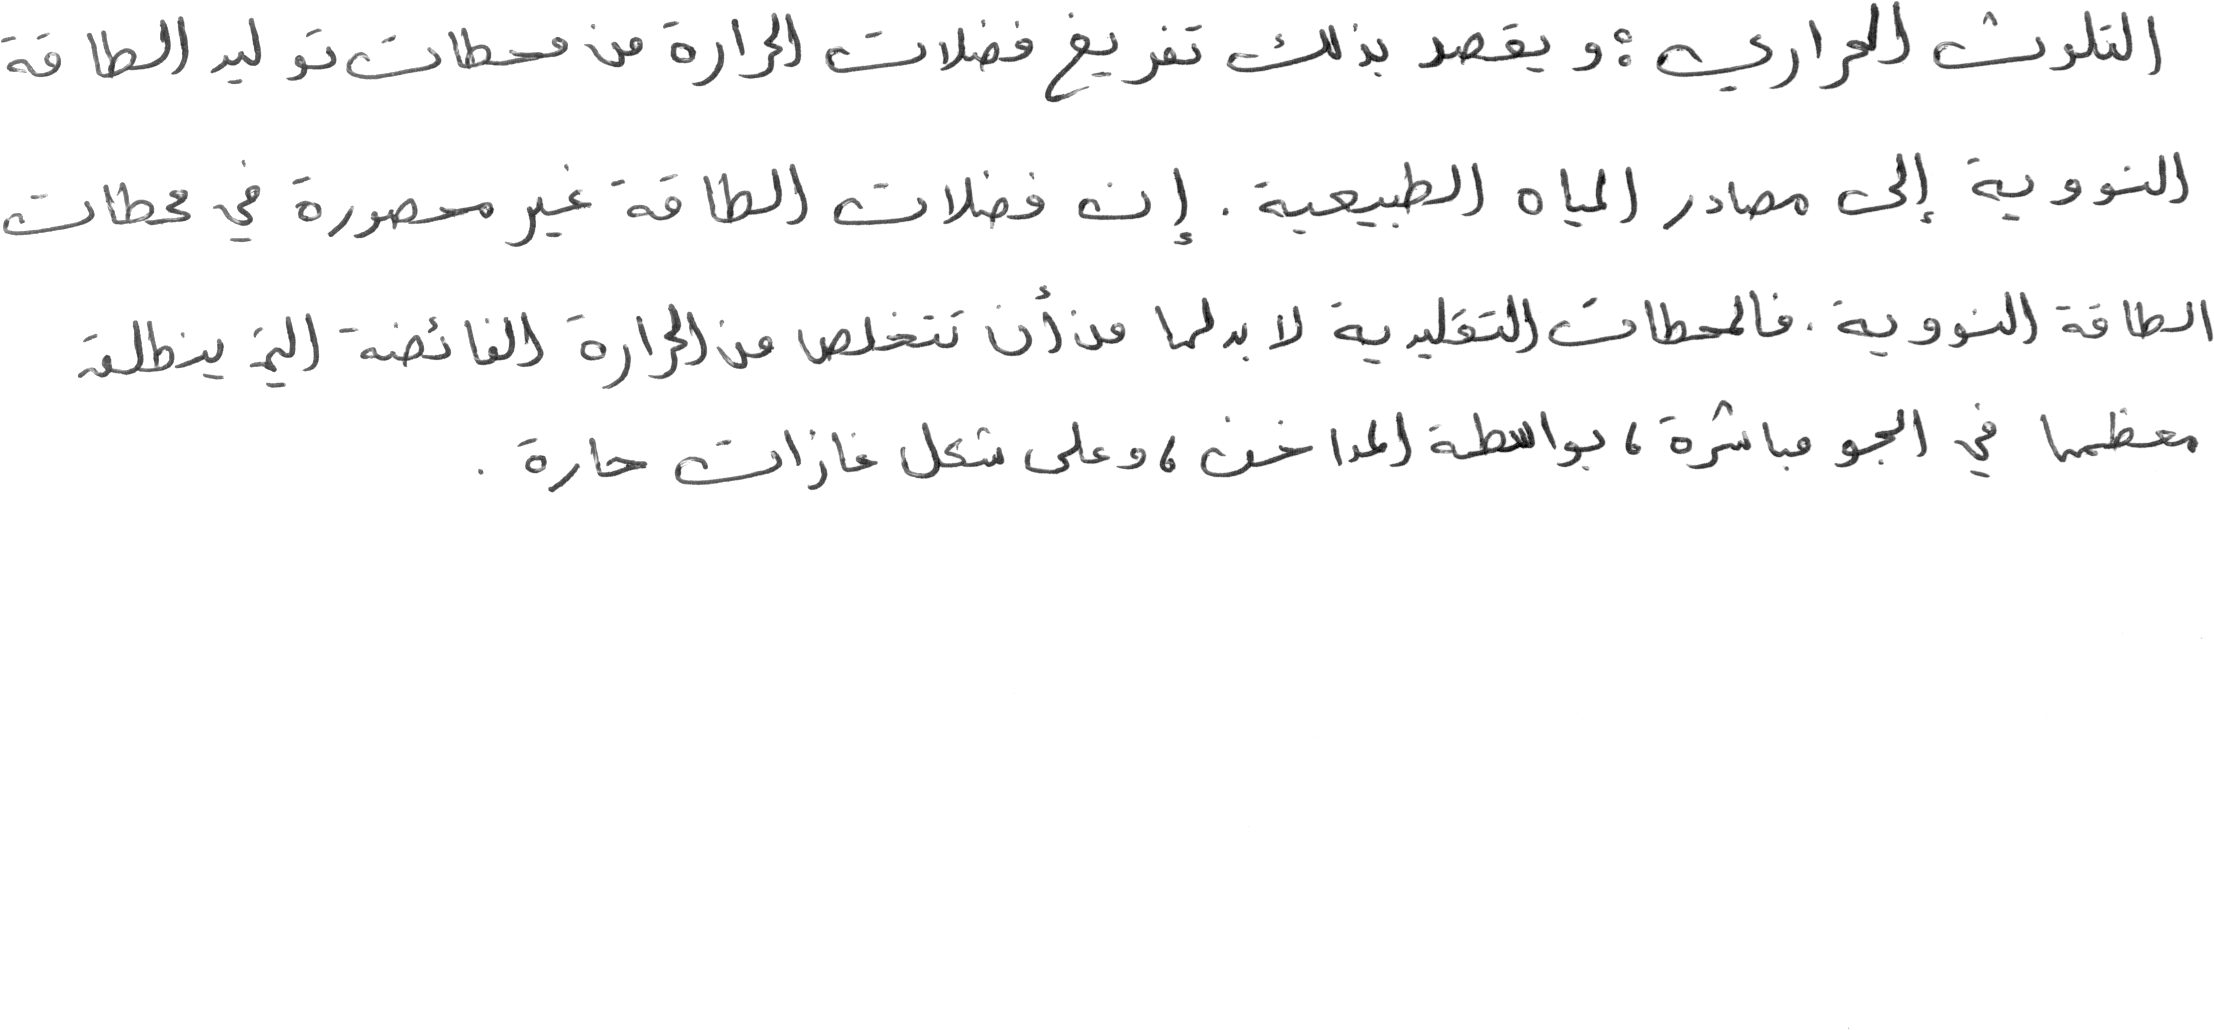 التلوث الحراري : ويقصد بذلك تفريغ فضلات الحرارة من محطات توليد الطاقة
النووية إلى مصادر المياه الطبيعية . إن فضلات الطاقة غير محصورة في محطات
الطاقة النووية . فالمحطات التقليدية لا بد لها من أن تتخلص من الحرارة الفائضة التي ينطلق
معظمها في الجو مباشرة ، بواسطة المداخن ، وعلى شكل غازات حارة .